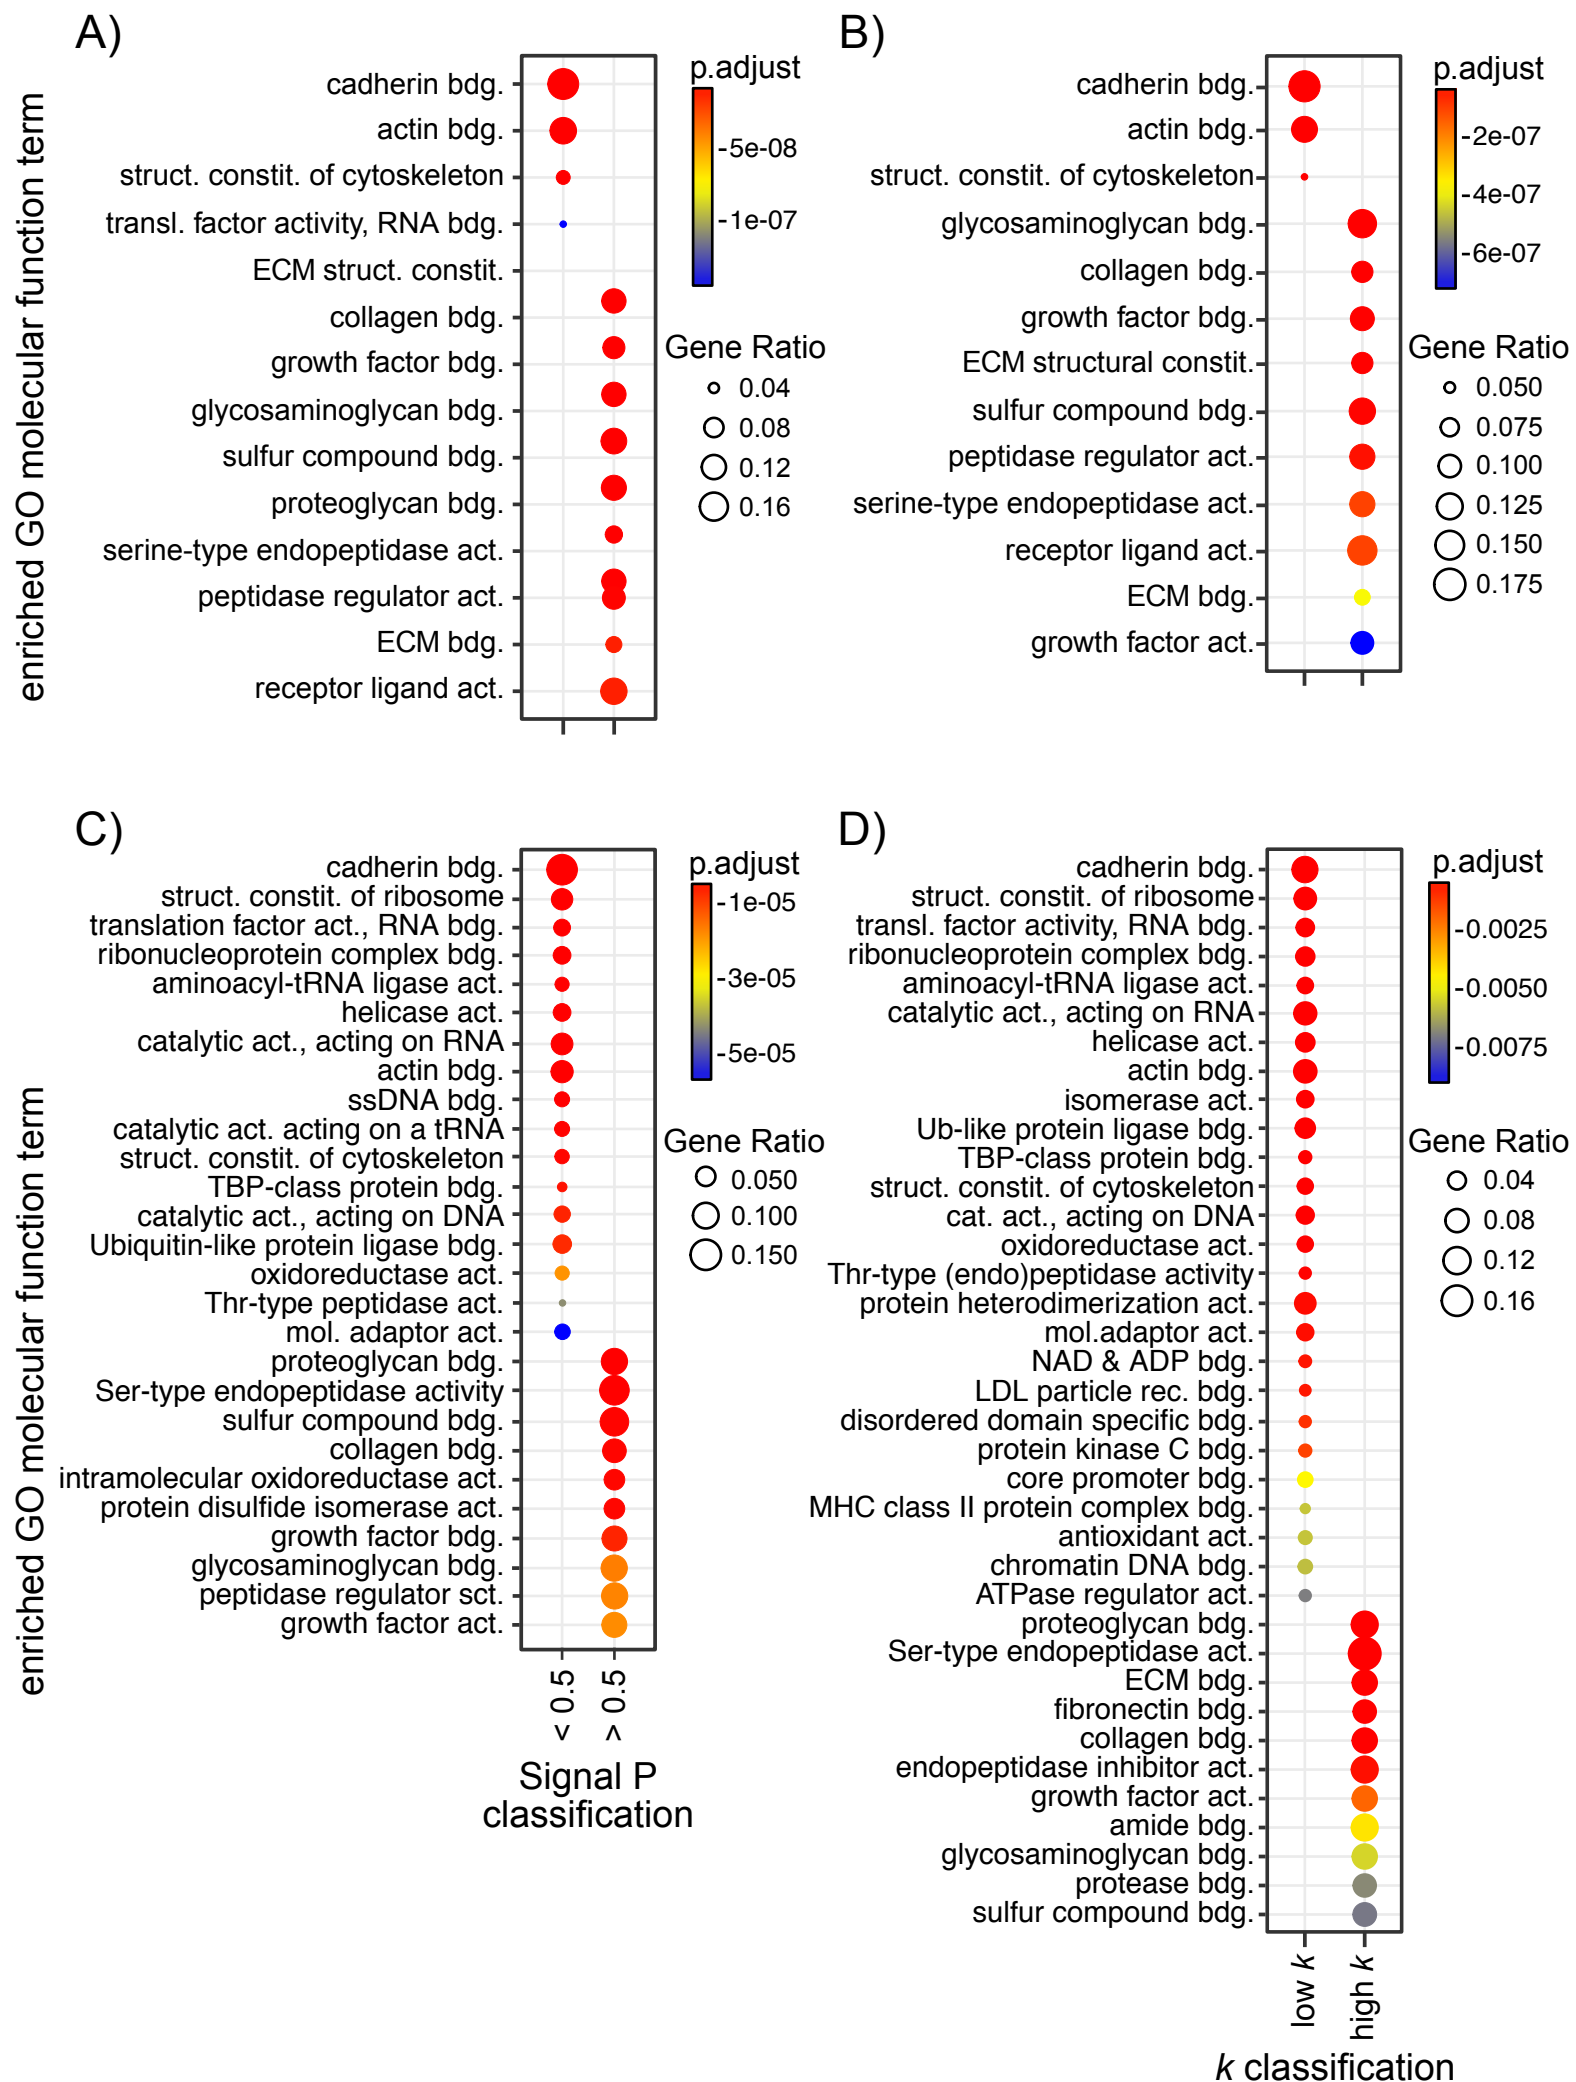 A)
enriched GO molecular function term
cadherin bdg.
actin bdg.
struct. constit. of cytoskeleton
transl. factor activity, RNA bdg.
ECM struct. constit.
collagen bdg.
growth factor bdg.
glycosaminoglycan bdg.
sulfur compound bdg.
proteoglycan bdg.
serine-type endopeptidase act.
peptidase regulator act.
ECM bdg.
receptor ligand act.
p.adjust
5e-08
1e-07
Gene Ratio
0.04
0.08
0.12
0.16
B)
cadherin bdg.
actin bdg.
struct. constit. of cytoskeleton
glycosaminoglycan bdg.
collagen bdg.
growth factor bdg.
ECM structural constit.
sulfur compound bdg.
peptidase regulator act.
serine-type endopeptidase act.
receptor ligand act.
ECM bdg.
growth factor act.
p.adjust
2e-07
4e-07
6e-07
Gene Ratio
0.050
0.075
0.100
0.125
0.150
0.175
C)
enriched GO molecular function term
cadherin bdg.
struct. constit. of ribosome
translation factor act., RNA bdg.
ribonucleoprotein complex bdg.
aminoacyl-tRNA ligase act.
helicase act.
catalytic act., acting on RNA
actin bdg.
ssDNA bdg.
catalytic act. acting on a tRNA
struct. constit. of cytoskeleton
TBP-class protein bdg.
catalytic act., acting on DNA
Ubiquitin-like protein ligase bdg.
oxidoreductase act.
Thr-type peptidase act.
mol. adaptor act.
proteoglycan bdg.
Ser-type endopeptidase activity
sulfur compound bdg.
collagen bdg.
intramolecular oxidoreductase act.
protein disulfide isomerase act.
growth factor bdg.
glycosaminoglycan bdg.
peptidase regulator sct.
growth factor act.
< 0.5
> 0.5
Signal P
classification
p.adjust
1e-05
3e-05
5e-05
Gene Ratio
0.050
0.100
0.150
D)
cadherin bdg.
struct. constit. of ribosome
transl. factor activity, RNA bdg.
ribonucleoprotein complex bdg.
aminoacyl-tRNA ligase act.
catalytic act., acting on RNA
helicase act.
actin bdg.
isomerase act.
Ub-like protein ligase bdg.
TBP-class protein bdg.
struct. constit. of cytoskeleton
cat. act., acting on DNA
oxidoreductase act.
Thr-type (endo)peptidase activity
protein heterodimerization act.
mol.adaptor act.
NAD & ADP bdg.
LDL particle rec. bdg.
disordered domain specific bdg.
protein kinase C bdg.
core promoter bdg.
MHC class II protein complex bdg.
antioxidant act.
chromatin DNA bdg.
ATPase regulator act.
proteoglycan bdg.
Ser-type endopeptidase act.
ECM bdg.
fibronectin bdg.
collagen bdg.
endopeptidase inhibitor act.
growth factor act.
amide bdg.
glycosaminoglycan bdg.
protease bdg.
sulfur compound bdg.
low k
high k
k classification
p.adjust
0.0025
0.0050
0.0075
Gene Ratio
0.04
0.08
0.12
0.16